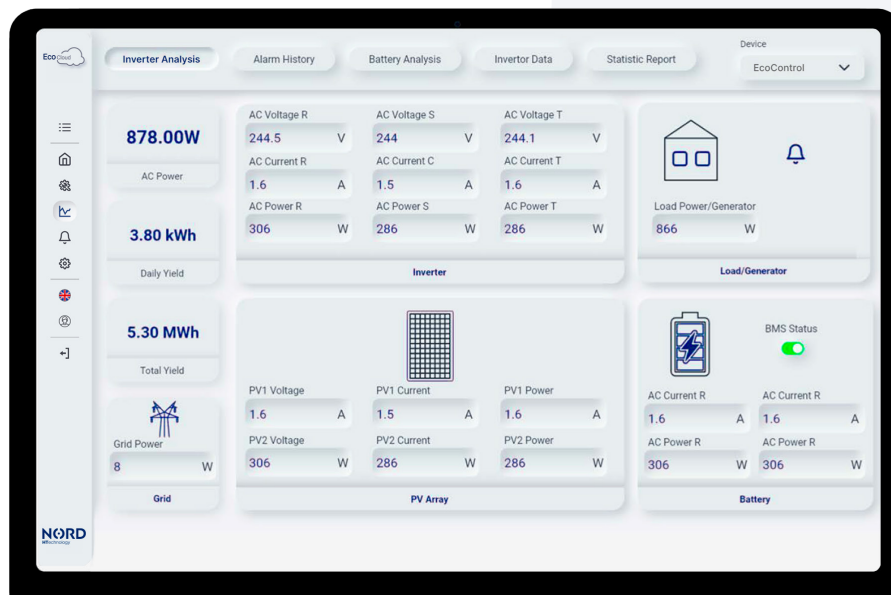 Eco Cloud
Inverter Analysis
Alarm History
Battery Analysis
Invertor Data
Statistic Report
Device
EcoControl
878.00W
AC Power
3.80 kWh
Daily Yield
5.30 MWh
Total Yield
Grid Power
8 W
Grid
AC Voltage R AC Voltage S AC Voltage T
244.5 V 244 V 244.1 V
AC Current R AC Current C AC Current T
1.6 A 1.5 A 1.6 A
AC Power R AC Power S AC Power T
306 W 286 W 286 W
Inverter
Load Power/Generator
866 W
Load/Generator
PV1 Voltage PV1 Current PV1 Power
1.6 A 1.5 A 1.6 A
PV2 Voltage PV2 Current PV2 Power
306 W 286 W 286 W
PV Array
BMS Status
AC Current R AC Current R
1.6 A 1.6 A
AC Power R AC Power R
306 W 306 W
Battery
NORD